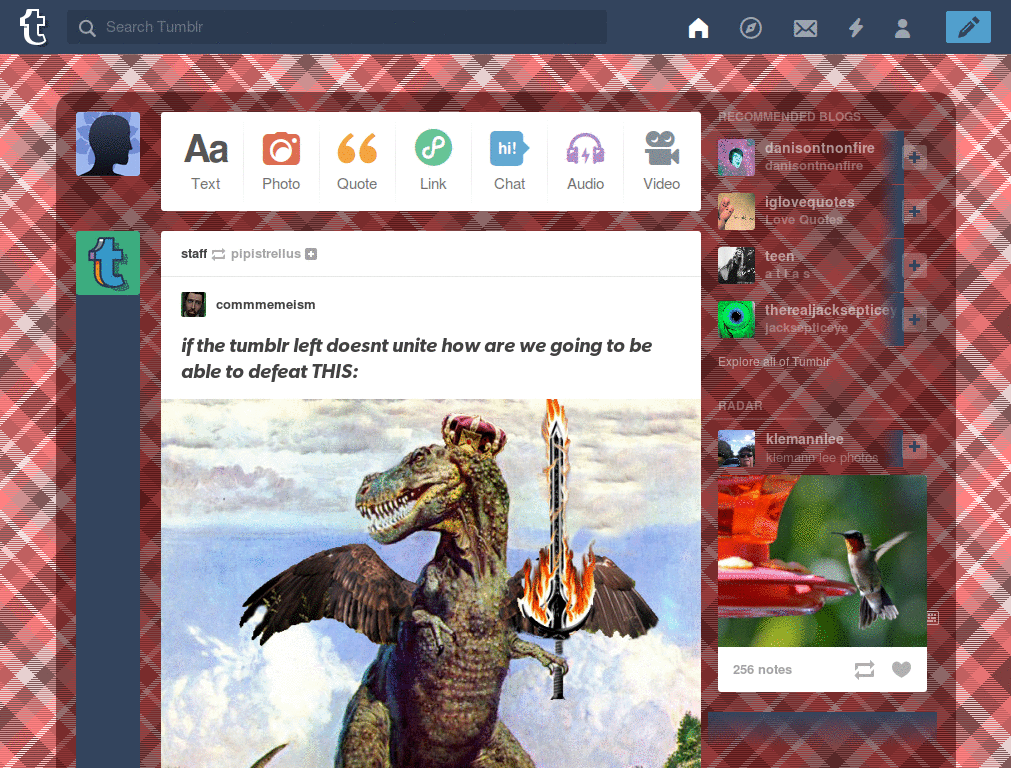 Search Tumblr
Text
Photo
Quote
Link
hi!
Chat
Audio
Video
Aa
staff pipistrellus
commmemeism
if the tumblr left doesnt unite how are we going to be
able to defeat THIS:
RECOMMENDED BLOGS
danisontnonfire
danisontnonfire
iglovequotes
Love Quotes
teen
a t l a s
therealjacksepticey
jacksepticeye
Explore all of Tumblr
RADAR
klemannlee
klemann lee photos
256 notes